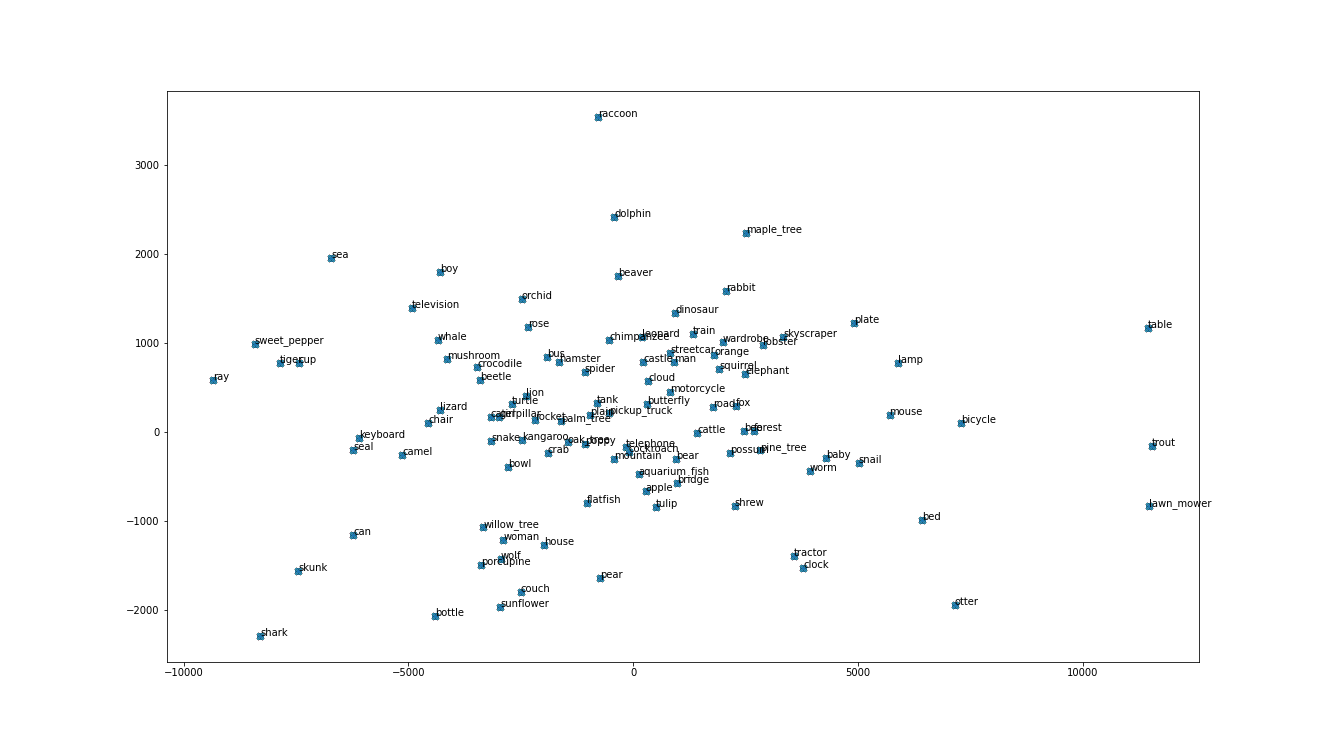 raccoon
3000
dolphin
maple_tree
2000
sea
boy
beaver
rabbit
orchid
television
dinosaur
plate
rose
table
train
skyscraper
leopard
chimpanzee
whale
wardrobe
lobster
1000
sweet_pepper
streetcar
orange
bus
mushroom
hamster
castle
man
tiger
cup
lamp
crocodile
spider
squirrel
elephant
ray
beetle
cloud
motorcycle
lion
turtle
tank
butterfly
road
fox
lizard
plain
pickup_truck
mouse
caterpillar
rocket
palm_tree
chair
bicycle
0
keyboard
snake
kangaroo
oak_tree
poppy
cattle
bee
forest
telephone
cockroach
trout
seal
camel
crab
mountain
bear
possum
pine_tree
baby
snail
bowl
worm
aquarium_fish
bridge
apple
flatfish
tulip
shrew
lawn_mower
−1000
bed
willow_tree
can
woman
house
wolf
porcupine
tractor
clock
skunk
pear
couch
sunflower
otter
−2000
bottle
shark
−10000 −5000 0 5000 10000